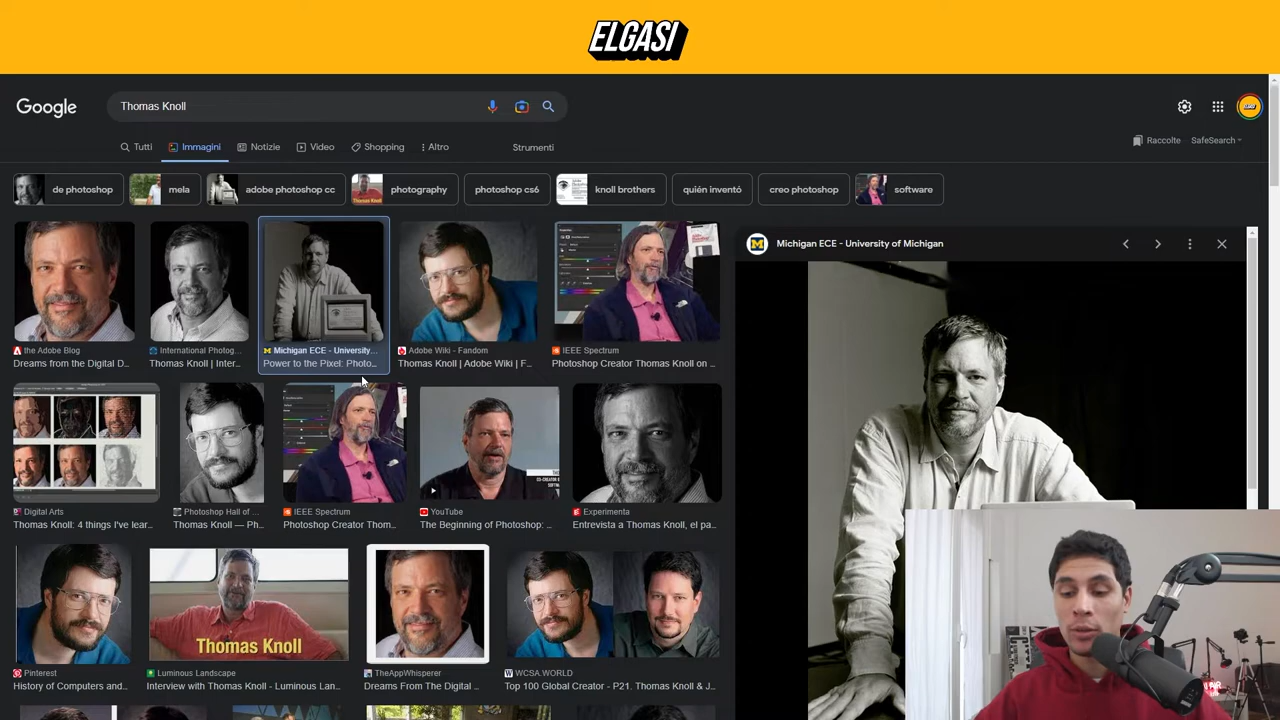 ELGASI
Google
Thomas Knoll
Tutti
Immagini
Notizie
Video
Shopping
Altro
Strumenti
Raccolte
SafeSearch
de photoshop
mela
adobe photoshop cc
photography
photoshop cs6
knoll brothers
quién inventó
creo photoshop
software
the Adobe Blog
Dreams from the Digital D...
International Photog...
Thomas Knoll | Inter...
Michigan ECE - University...
Power to the Pixel: Photo...
Adobe Wiki - Fandom
Thomas Knoll | Adobe Wiki | F...
IEEE Spectrum
Photoshop Creator Thomas Knoll on ...
Michigan ECE - University of Michigan
Digital Arts
Thomas Knoll: 4 things I've lear...
Photoshop Hall of ...
Thomas Knoll — Ph...
IEEE Spectrum
Photoshop Creator Thom...
YouTube
The Beginning of Photoshop: ...
Experimenta
Entrevista a Thomas Knoll, el pa...
Thomas Knoll
Pinterest
History of Computers and...
Luminous Landscape
Interview with Thomas Knoll - Luminous Lan...
TheAppWhisperer
Dreams From The Digital ...
WCSA.WORLD
Top 100 Global Creator - P21. Thomas Knoll & J...